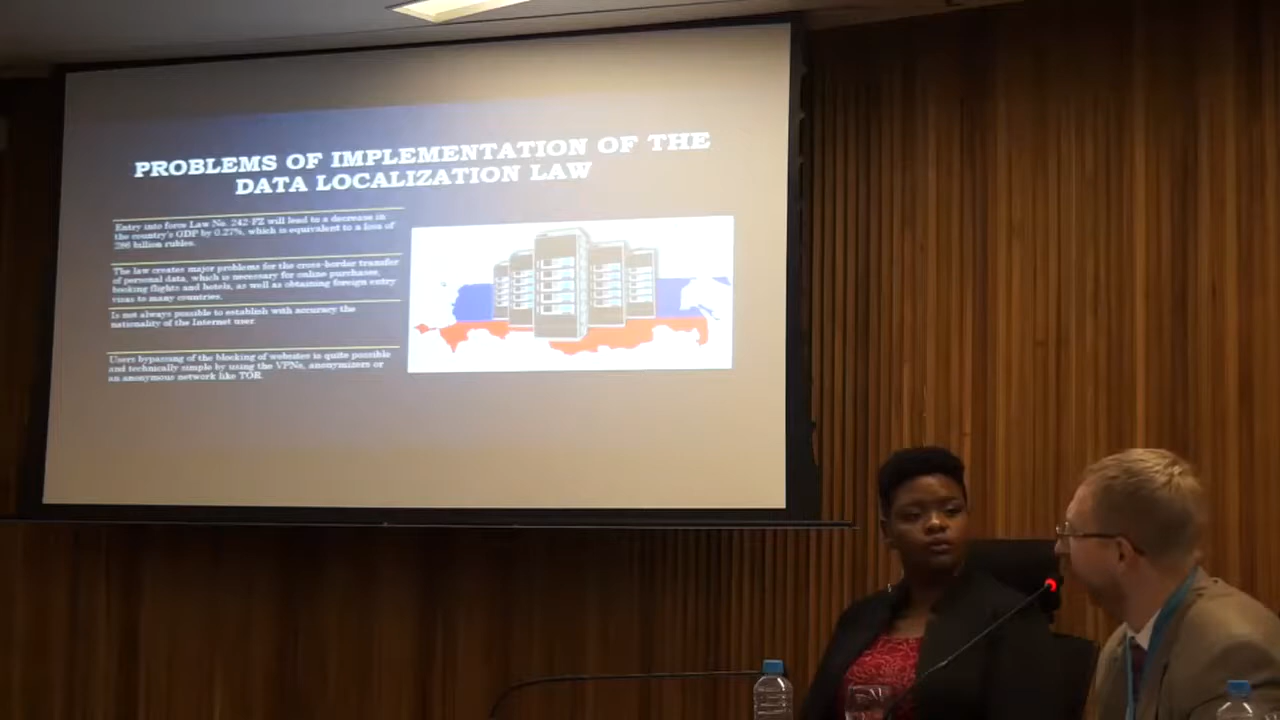 PROBLEMS OF IMPLEMENTATION OF THE
DATA LOCALIZATION LAW
Entry into force Law No. 242-FZ will lead to a decrease in
the country's GDP by 0.27%, which is equivalent to a loss of
286 billion rubles.
The law creates major problems for the cross-border transfer
of personal data, which is necessary for online purchases,
booking flights and hotels, as well as obtaining foreign entry
visas to many countries.
Is not always possible to establish with accuracy the
nationality of the Internet user.
Users bypassing of the blocking of websites is quite possible
and technically simple by using the VPNs, anonymizers or
an anonymous network like TOR.